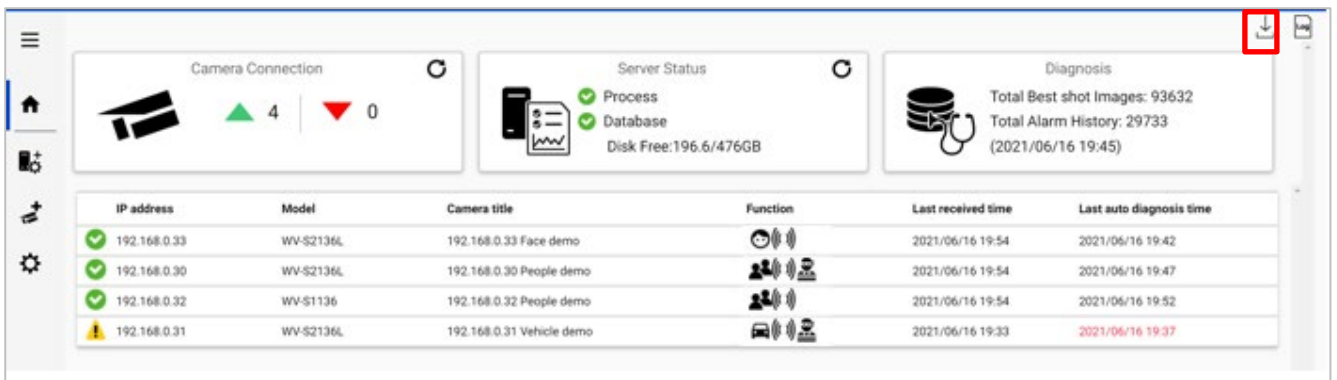 Log
Camera Connection
4 0
Server Status
Process
Database
Disk Free:196.6/476GB
Diagnosis
Total Best shot Images: 93632
Total Alarm History: 29733
(2021/06/16 19:45)
IP address Model Camera title Function Last received time Last auto diagnosis time
192.168.0.33 WV-S2136L 192.168.0.33 Face demo 2021/06/16 19:54 2021/06/16 19:42
192.168.0.30 WV-S2136L 192.168.0.30 People demo 2021/06/16 19:54 2021/06/16 19:47
192.168.0.32 WV-S1136 192.168.0.32 People demo 2021/06/16 19:54 2021/06/16 19:52
192.168.0.31 WV-S2136L 192.168.0.31 Vehicle demo 2021/06/16 19:33 2021/06/16 19:37